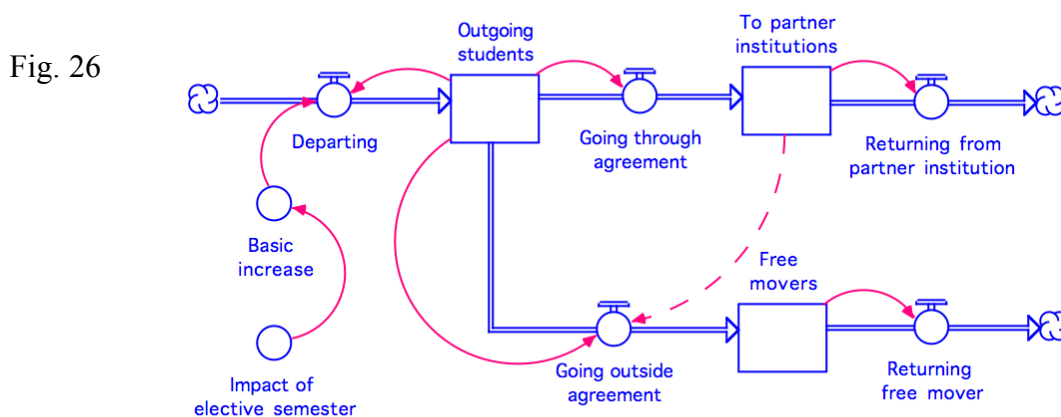 Fig. 26
Outgoing
students
To partner
institutions
Departing
Going through
agreement
Returning from
partner institution
Basic
increase
Free
movers
Impact of
elective semester
Going outside
agreement
Returning
free mover